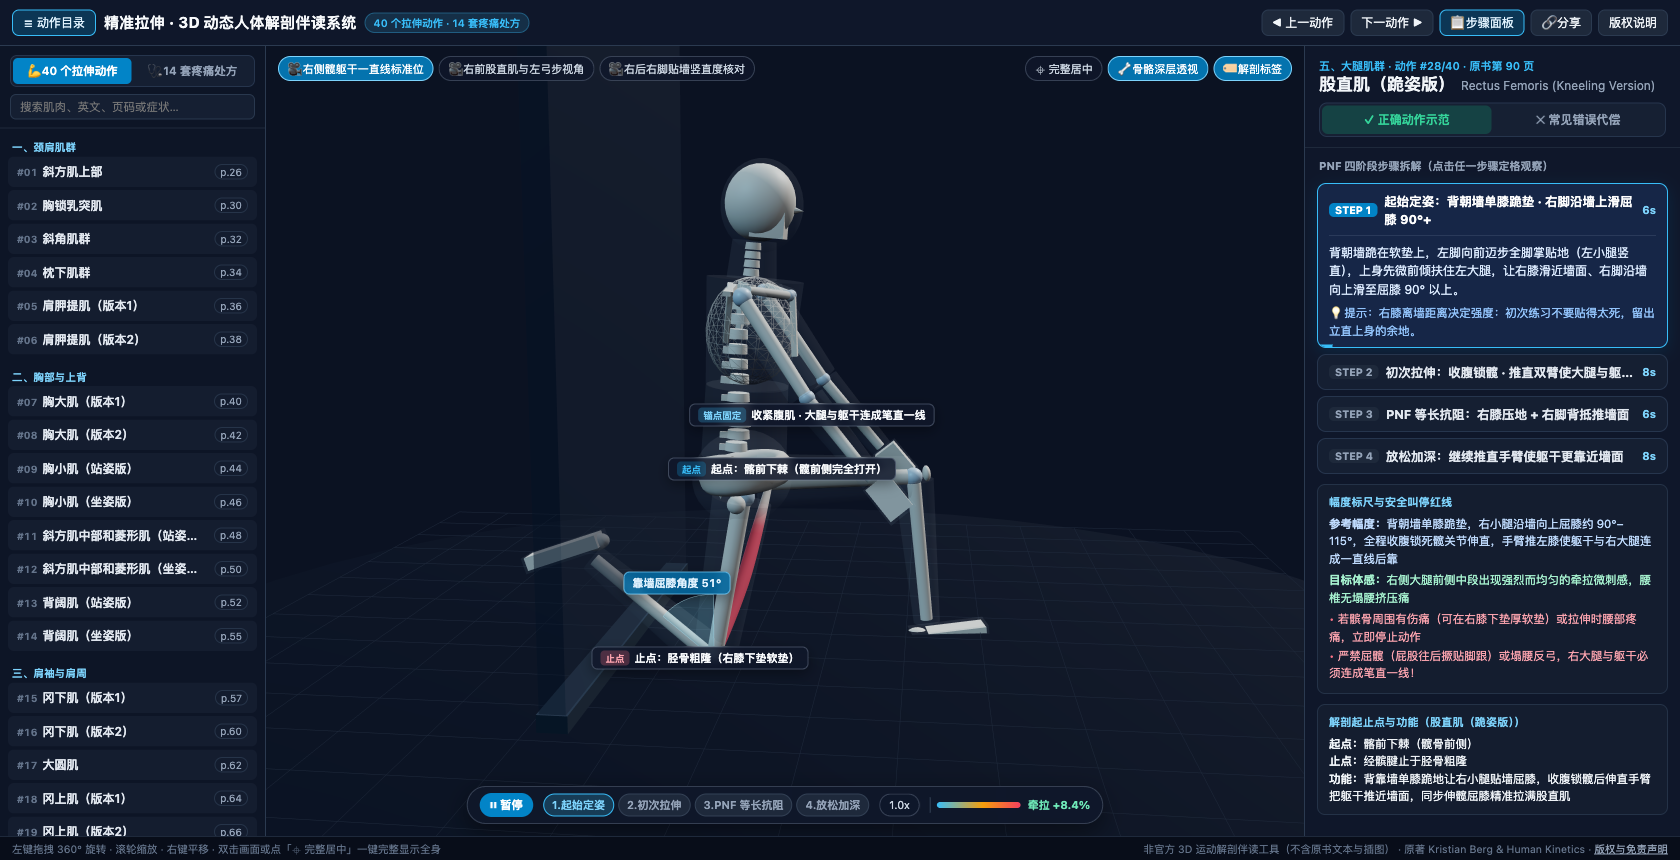 ≡ 动作目录
精准拉伸 · 3D 动态人体解剖伴读系统
40 个拉伸动作 · 14 套疼痛处方
◀ 上一动作
下一动作 ▶
📋步骤面板
🔗分享
版权说明
💪40 个拉伸动作
🩺14 套疼痛处方
搜索肌肉、英文、页码或症状...
一、颈肩肌群
#01 斜方肌上部 p.26
#02 胸锁乳突肌 p.30
#03 斜角肌群 p.32
#04 枕下肌群 p.34
#05 肩胛提肌（版本1） p.36
#06 肩胛提肌（版本2） p.38
二、胸部与上背
#07 胸大肌（版本1） p.40
#08 胸大肌（版本2） p.42
#09 胸小肌（站姿版） p.44
#10 胸小肌（坐姿版） p.46
#11 斜方肌中部和菱形肌（站姿... p.48
#12 斜方肌中部和菱形肌（坐姿... p.50
#13 背阔肌（站姿版） p.52
#14 背阔肌（坐姿版） p.55
三、肩袖与肩周
#15 冈下肌（版本1） p.57
#16 冈下肌（版本2） p.60
#17 大圆肌 p.62
#18 冈上肌（版本1） p.64
#19 冈上肌（版本2） p.66
🎥右侧髋躯干一直线标准位
🎥右前股直肌与左弓步视角
🎥右后右脚贴墙竖直度核对
⌖ 完整居中
🦴骨骼深层透视
🏷️解剖标签
锚点固定 收紧腹肌 · 大腿与躯干连成笔直一线
起点 起点：髂前下棘（髋前侧完全打开）
靠墙屈膝角度 51°
止点 止点：胫骨粗隆（右膝下垫软垫）
⏸ 暂停
1.起始定姿
2.初次拉伸
3.PNF 等长抗阻
4.放松加深
1.0x
牵拉 +8.4%
五、大腿肌群 · 动作 #28/40 · 原书第 90 页
股直肌（跪姿版） Rectus Femoris (Kneeling Version)
✓ 正确动作示范
✕ 常见错误代偿
PNF 四阶段步骤拆解（点击任一步骤定格观察）
STEP 1 起始定姿：背朝墙单膝跪垫 · 右脚沿墙上滑屈 6s
膝 90°+
背朝墙跪在软垫上，左脚向前迈步全脚掌贴地（左小腿竖
直），上身先微前倾扶住左大腿，让右膝滑近墙面、右脚沿墙
向上滑至屈膝 90° 以上。
💡 提示：右膝离墙距离决定强度：初次练习不要贴得太死，留出
立直上身的余地。
STEP 2 初次拉伸：收腹锁髋 · 推直双臂使大腿与躯... 8s
STEP 3 PNF 等长抗阻：右膝压地 + 右脚背抵推墙面 6s
STEP 4 放松加深：继续推直手臂使躯干更靠近墙面 8s
幅度标尺与安全叫停红线
参考幅度：背朝墙单膝跪垫，右小腿沿墙向上屈膝约 90°–
115°，全程收腹锁死髋关节伸直，手臂推左膝使躯干与右大腿连
成一直线后靠
目标体感：右侧大腿前侧中段出现强烈而均匀的牵拉微刺感，腰
椎无塌腰挤压痛
· 若髌骨周围有伤痛（可在右膝下垫厚软垫）或拉伸时腰部疼
痛，立即停止动作
· 严禁屈髋（屁股往后撅贴脚跟）或塌腰反弓，右大腿与躯干必
须连成笔直一线！
解剖起止点与功能（股直肌（跪姿版））
起点：髂前下棘（髋骨前侧）
止点：经髌腱止于胫骨粗隆
功能：背靠墙单膝跪地让右小腿贴墙屈膝，收腹锁髋后伸直手臂
把躯干推近墙面，同步伸髋屈膝精准拉满股直肌
左键拖拽 360° 旋转 · 滚轮缩放 · 右键平移 · 双击画面或点「⌖ 完整居中」一键完整显示全身
非官方 3D 运动解剖伴读工具（不含原书文本与插图） · 原著 Kristian Berg & Human Kinetics · 版权与免责声明